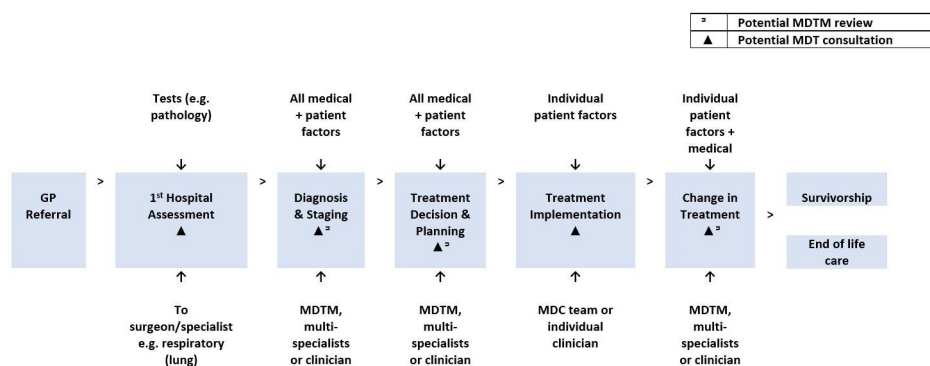 ⁼ Potential MDTM review
▲ Potential MDT consultation
Tests (e.g.
pathology)
All medical
+ patient
factors
All medical
+ patient
factors
Individual
patient factors
Individual
patient
factors +
medical
↓ ↓ ↓ ↓ ↓
GP
Referral
>
1st Hospital
Assessment
▲
>
Diagnosis
& Staging
▲⁼
>
Treatment
Decision &
Planning
▲⁼
>
Treatment
Implementation
▲
>
Change in
Treatment
▲⁼
>
Survivorship
End of life
care
↑ ↑ ↑ ↑ ↑
To
surgeon/specialist
e.g. respiratory
(lung)
MDTM,
multi-
specialists
or clinician
MDTM,
multi-
specialists
or clinician
MDC team or
individual
clinician
MDTM,
multi-
specialists
or clinician